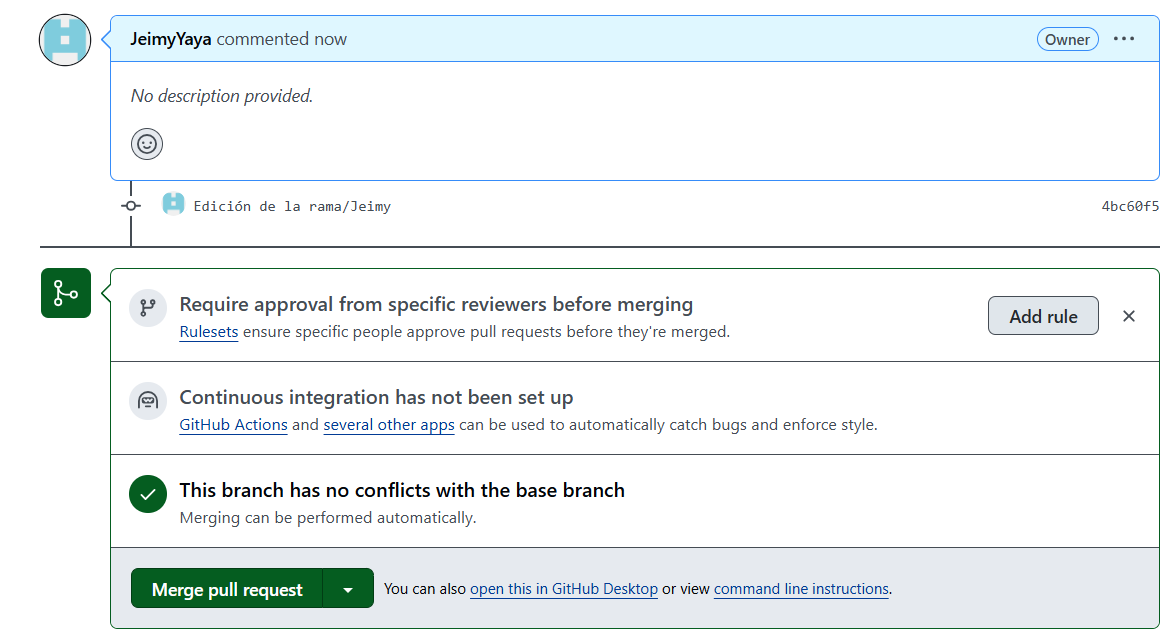 JeimyYaya commented now
Owner
No description provided.
Edición de la rama/Jeimy
4bc60f5
Require approval from specific reviewers before merging
Rulesets ensure specific people approve pull requests before they're merged.
Add rule
Continuous integration has not been set up
GitHub Actions and several other apps can be used to automatically catch bugs and enforce style.
This branch has no conflicts with the base branch
Merging can be performed automatically.
Merge pull request
You can also open this in GitHub Desktop or view command line instructions.